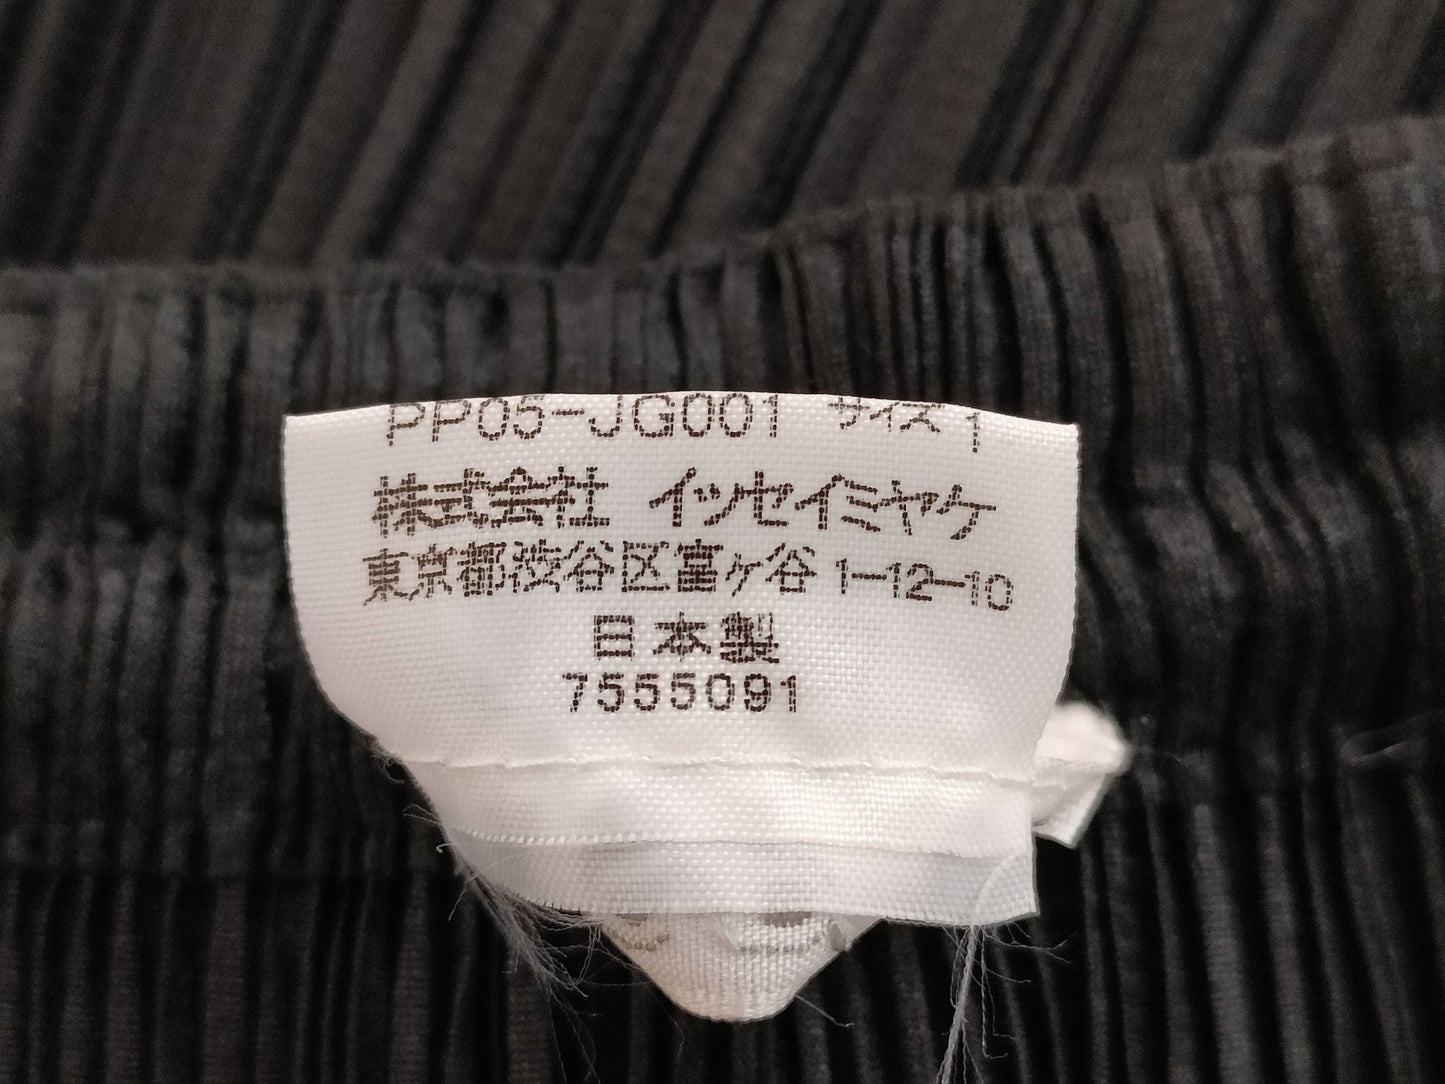 PP05-JG001 サイズ 1
株式会社 イッセイミヤケ
東京都渋谷区富ヶ谷 1-12-10
日本製
7555091